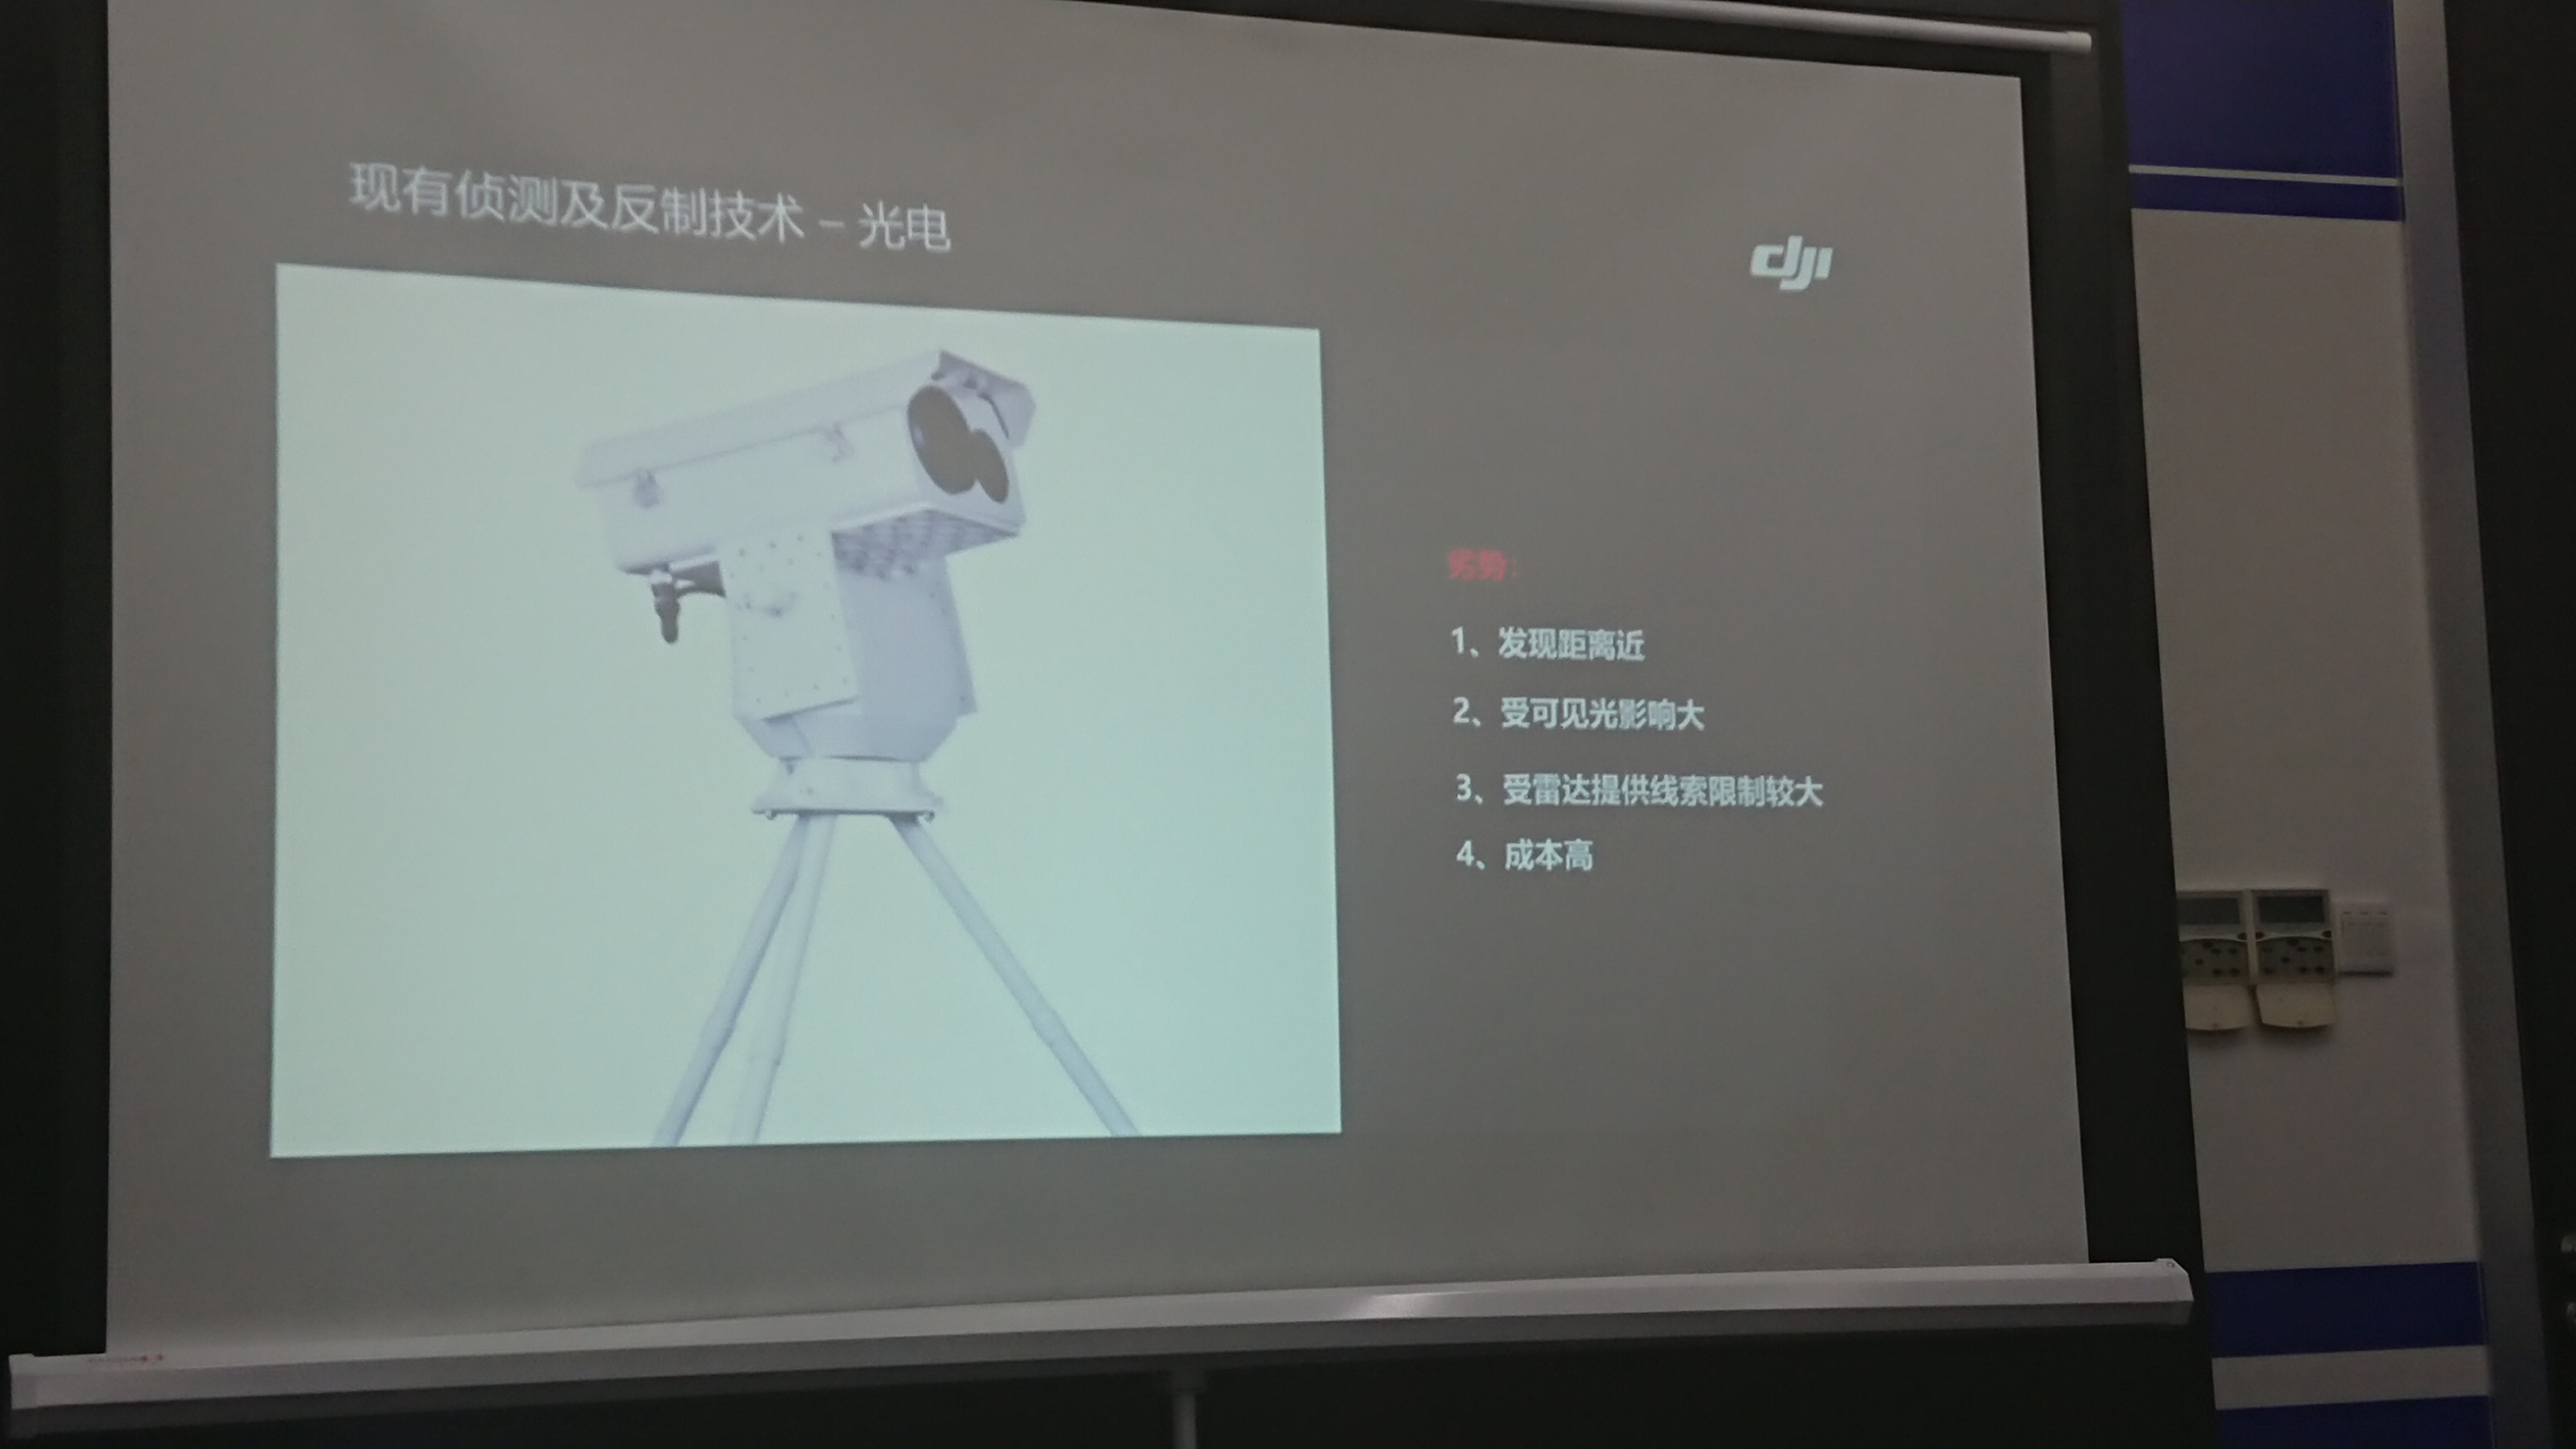 现有侦测及反制技术 – 光电
dji
劣势：
1、发现距离近
2、受可见光影响大
3、受雷达提供线索限制较大
4、成本高